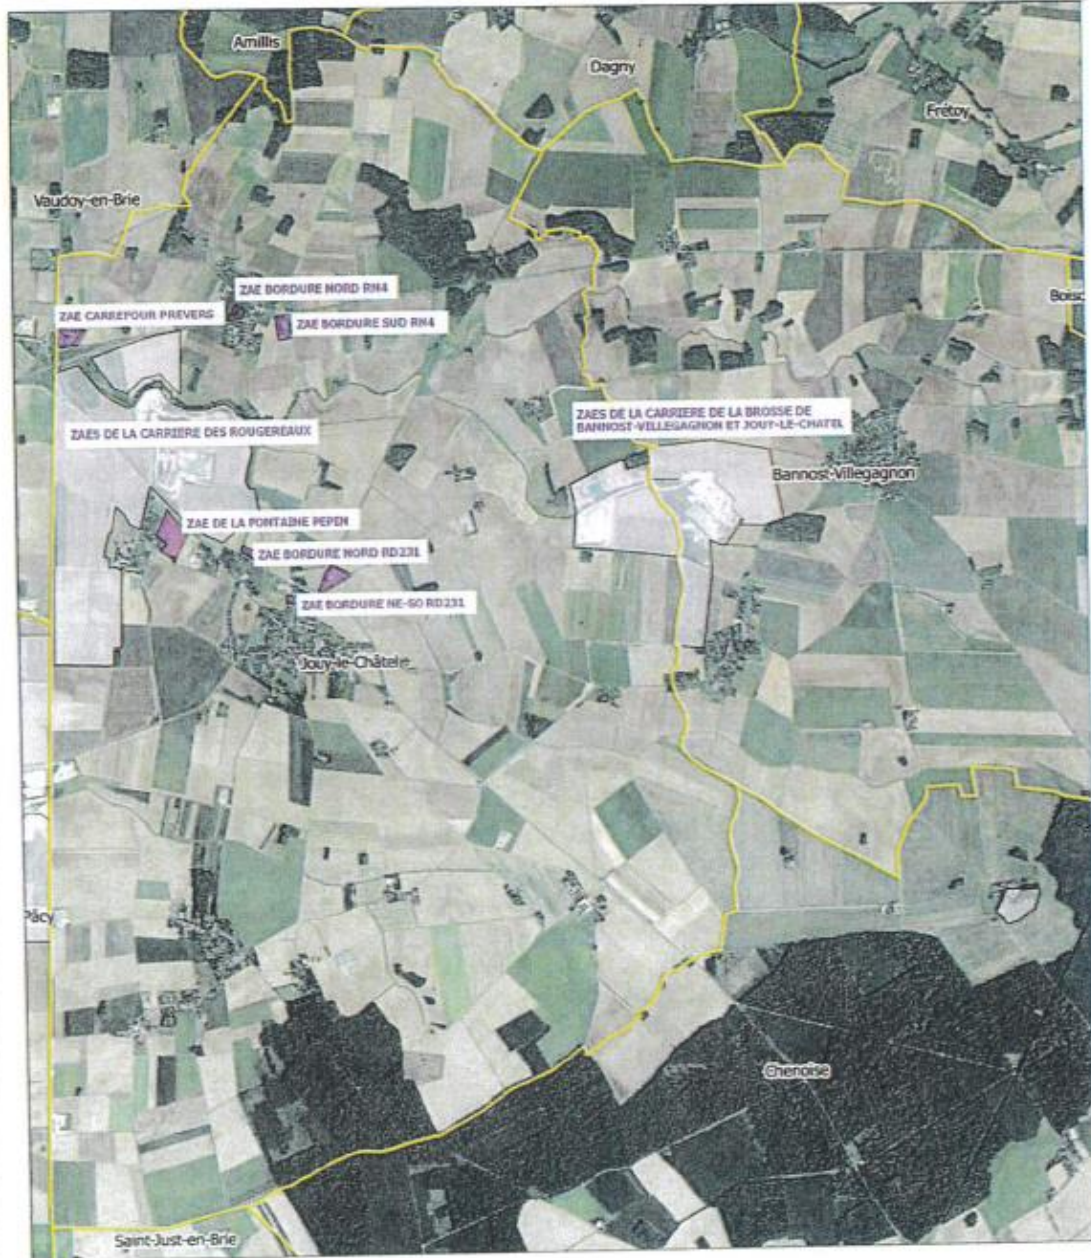 Amillis
Dagny
Frétoy
Vaudoy-en-Brie
ZAE BORDURE NORD RN4
ZAE CARREFOUR PREVERS
ZAE BORDURE SUD RN4
ZAES DE LA CARRIERE DES ROUGEREAUX
ZAES DE LA CARRIERE DE LA BROSSE DE
BANNOST-VILLEGAGNON ET JOUY-LE-CHATEL
Bannost-Villegagnon
ZAE DE LA FONTAINE PEPIN
ZAE BORDURE NORD RD231
ZAE BORDURE NE-SO RD231
Jouy-le-Châtel
Pécy
Chenoise
Saint-Just-en-Brie